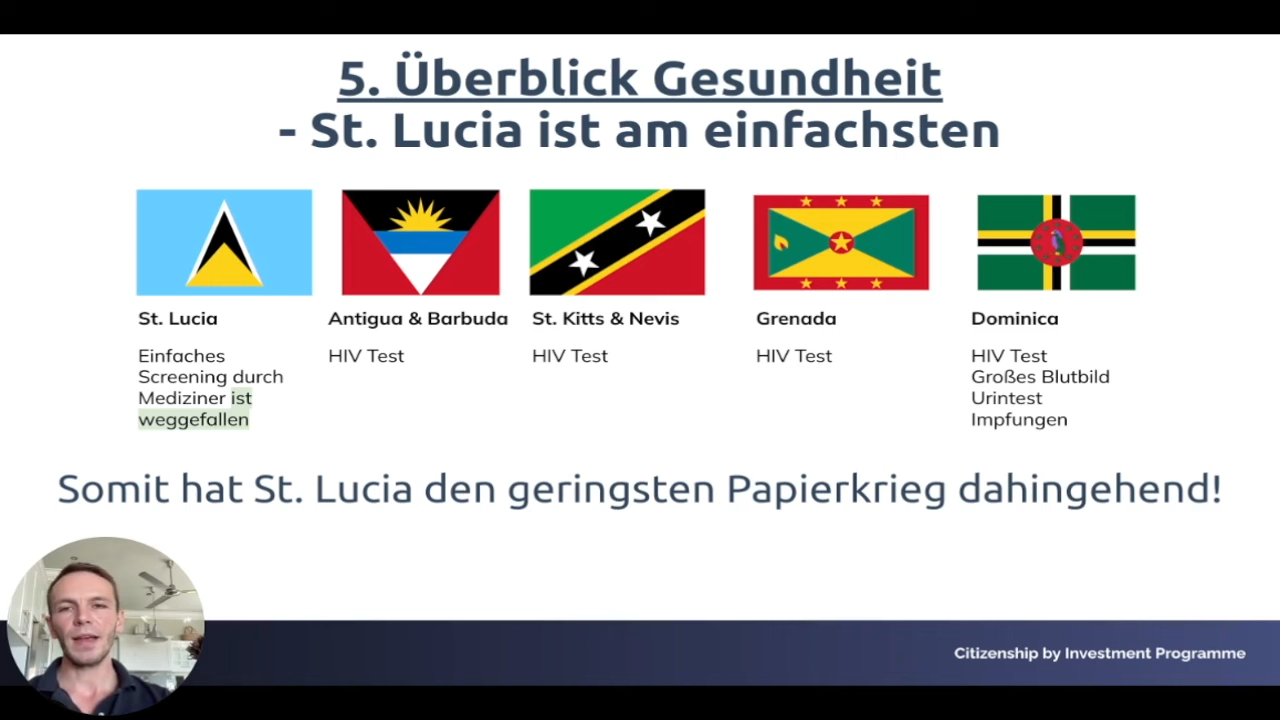 5. Überblick Gesundheit
- St. Lucia ist am einfachsten
St. Lucia
Einfaches
Screening durch
Mediziner ist
weggefallen
Antigua & Barbuda
HIV Test
St. Kitts & Nevis
HIV Test
Grenada
HIV Test
Dominica
HIV Test
Großes Blutbild
Urintest
Impfungen
Somit hat St. Lucia den geringsten Papierkrieg dahingehend!
Citizenship by Investment Programme